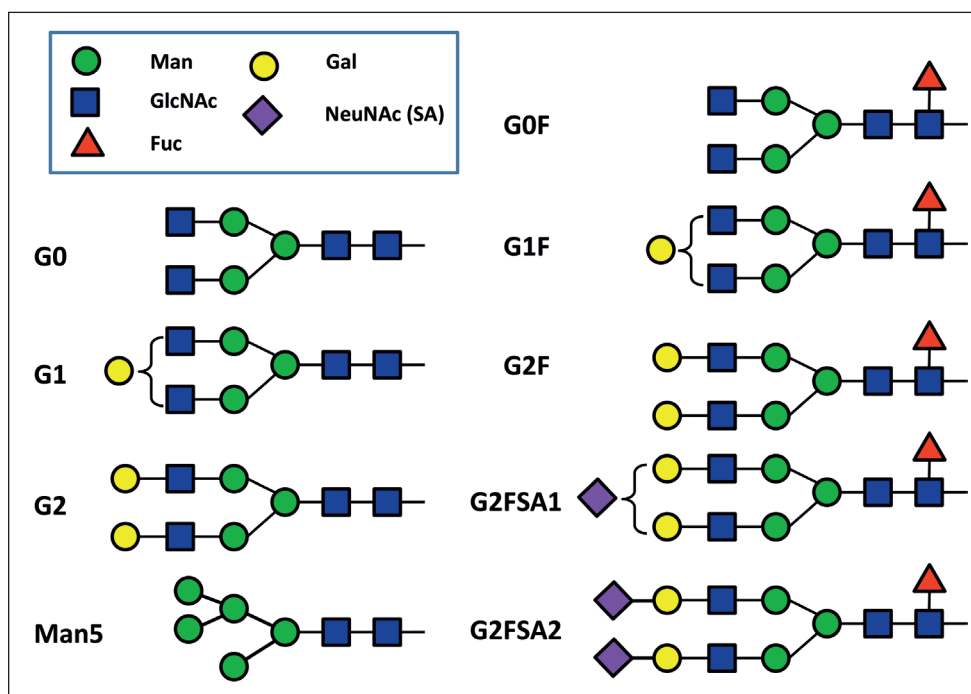 Man
Gal
GlcNAc
NeuNAc (SA)
Fuc
G0
G1
G2
Man5
G0F
G1F
G2F
G2FSA1
G2FSA2